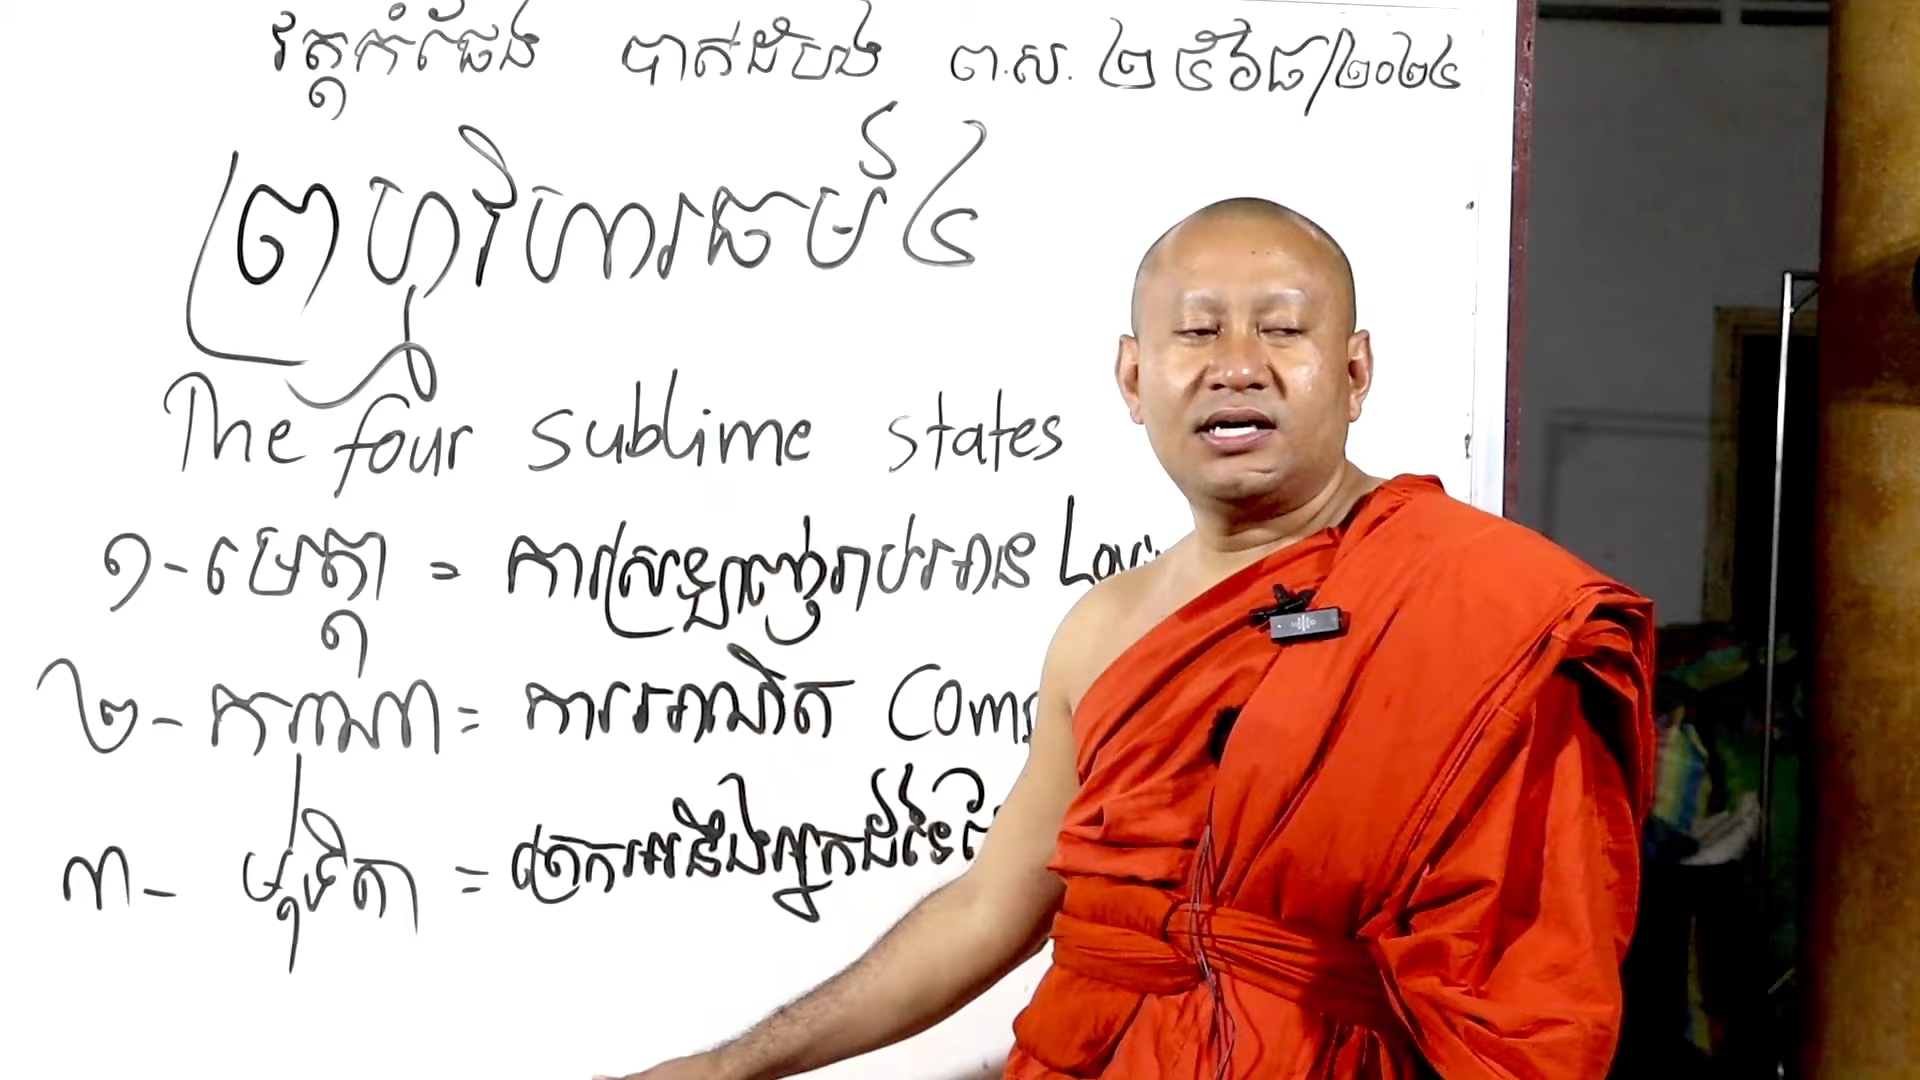 វត្តកំផែង បាត់ដំបង ព.ស. ២៥៦៨/២០២៤
ព្រហ្មវិហារធម៌៤
The four sublime states
១-មេត្តា = ការស្រឡាញ់រាប់អាន
២-ករុណា = ការអាណិត
៣- មុទិតា = ត្រេកអរនឹងអ្នកដទៃ